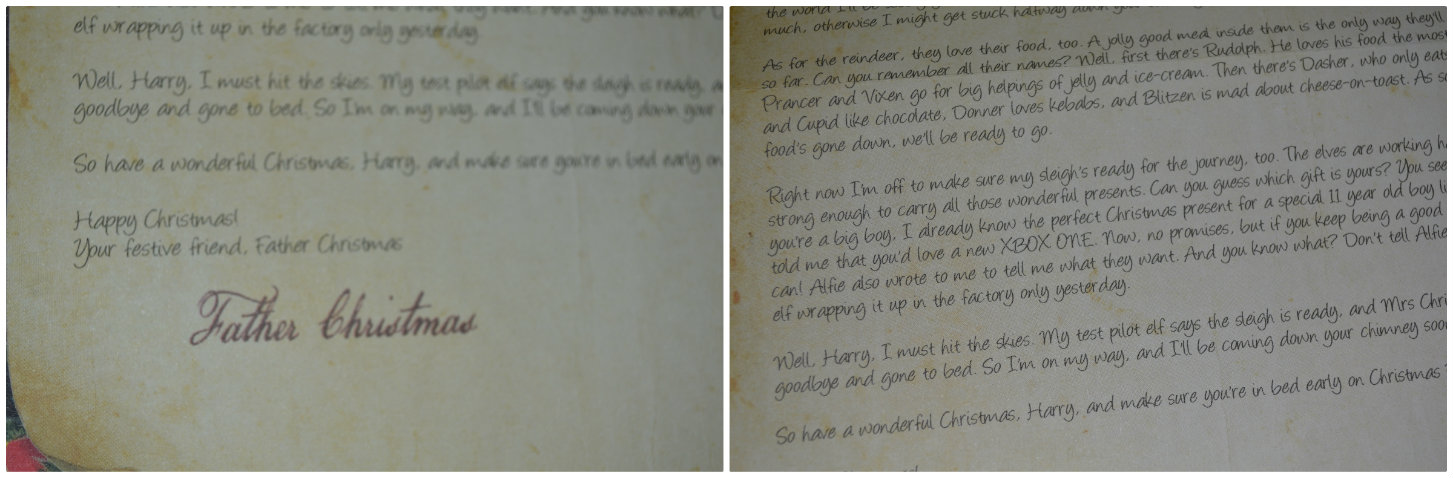 elf wrapping it up in the factory only yesterday.
Well, Harry, I must hit the skies. My test pilot elf says the sleigh is ready,
goodbye and gone to bed. So I'm on my way, and I'll be coming down your
So have a wonderful Christmas, Harry, and make sure you're in bed early on
Happy Christmas!
Your festive friend, Father Christmas
Father Christmas
the world I'll be
much, otherwise I might get stuck halfway down
As for the reindeer, they love their food, too. A jolly good meal inside them is the only way they'll
so far. Can you remember all their names? Well, first there's Rudolph. He loves his food the most
Prancer and Vixen go for big helpings of jelly and ice-cream. Then there's Dasher, who only eats
and Cupid like chocolate, Donner loves kebabs, and Blitzen is mad about cheese-on-toast. As
food's gone down, we'll be ready to go.
Right now I'm off to make sure my sleigh's ready for the journey, too. The elves are working
strong enough to carry all those wonderful presents. Can you guess which gift is yours? You see
you're a big boy, I already know the perfect Christmas present for a special 11 year old boy
told me that you'd love a new XBOX ONE. Now, no promises, but if you keep being a good
can! Alfie also wrote to me to tell me what they want. And you know what? Don't tell Alfie
elf wrapping it up in the factory only yesterday.
Well, Harry, I must hit the skies. My test pilot elf says the sleigh is ready, and Mrs
goodbye and gone to bed. So I'm on my way, and I'll be coming down your chimney
So have a wonderful Christmas, Harry, and make sure you're in bed early on Christmas